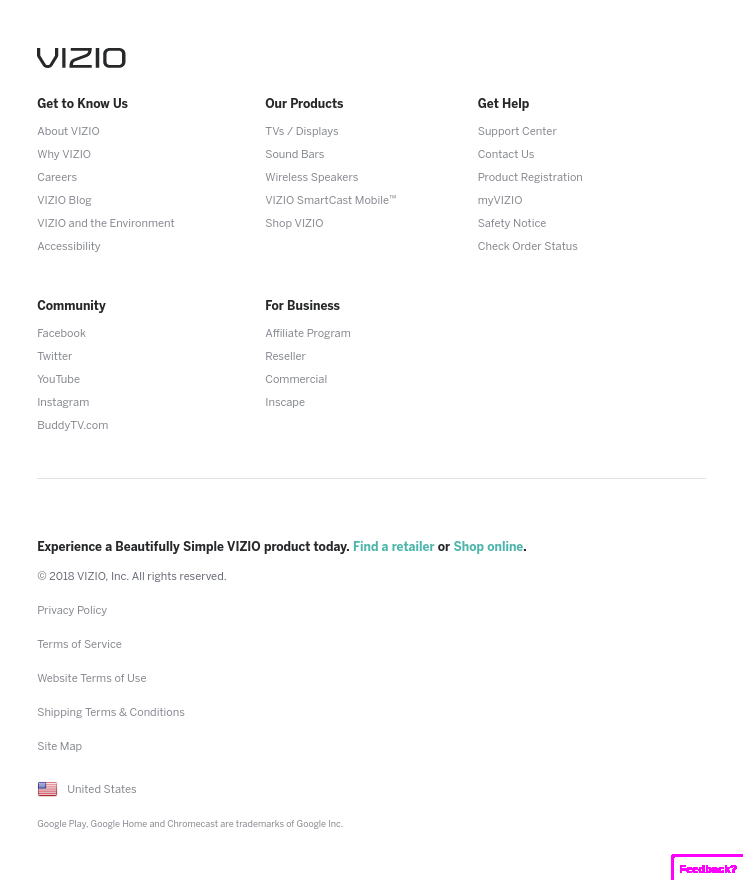 VIZIO
Get to Know Us
About VIZIO
Why VIZIO
Careers
VIZIO Blog
VIZIO and the Environment
Accessibility
Our Products
TVs / Displays
Sound Bars
Wireless Speakers
VIZIO SmartCast Mobile™
Shop VIZIO
Get Help
Support Center
Contact Us
Product Registration
myVIZIO
Safety Notice
Check Order Status
Community
Facebook
Twitter
YouTube
Instagram
BuddyTV.com
For Business
Affiliate Program
Reseller
Commercial
Inscape
Experience a Beautifully Simple VIZIO product today. Find a retailer or Shop online.
© 2018 VIZIO, Inc. All rights reserved.
Privacy Policy
Terms of Service
Website Terms of Use
Shipping Terms & Conditions
Site Map
United States
Google Play, Google Home and Chromecast are trademarks of Google Inc.
Feedback?